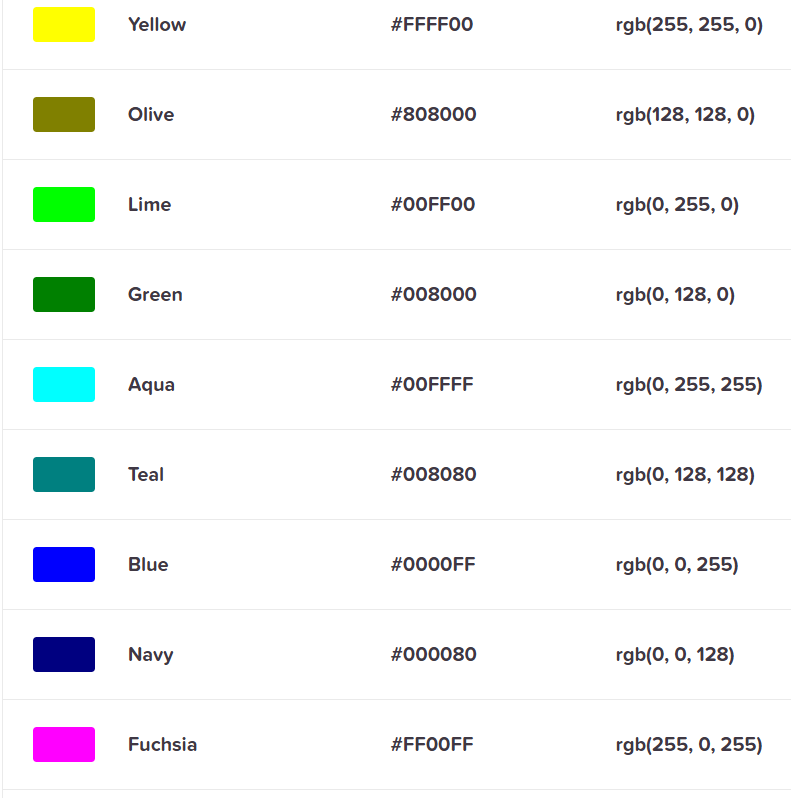 Yellow #FFFF00 rgb(255, 255, 0)
Olive #808000 rgb(128, 128, 0)
Lime #00FF00 rgb(0, 255, 0)
Green #008000 rgb(0, 128, 0)
Aqua #00FFFF rgb(0, 255, 255)
Teal #008080 rgb(0, 128, 128)
Blue #0000FF rgb(0, 0, 255)
Navy #000080 rgb(0, 0, 128)
Fuchsia #FF00FF rgb(255, 0, 255)